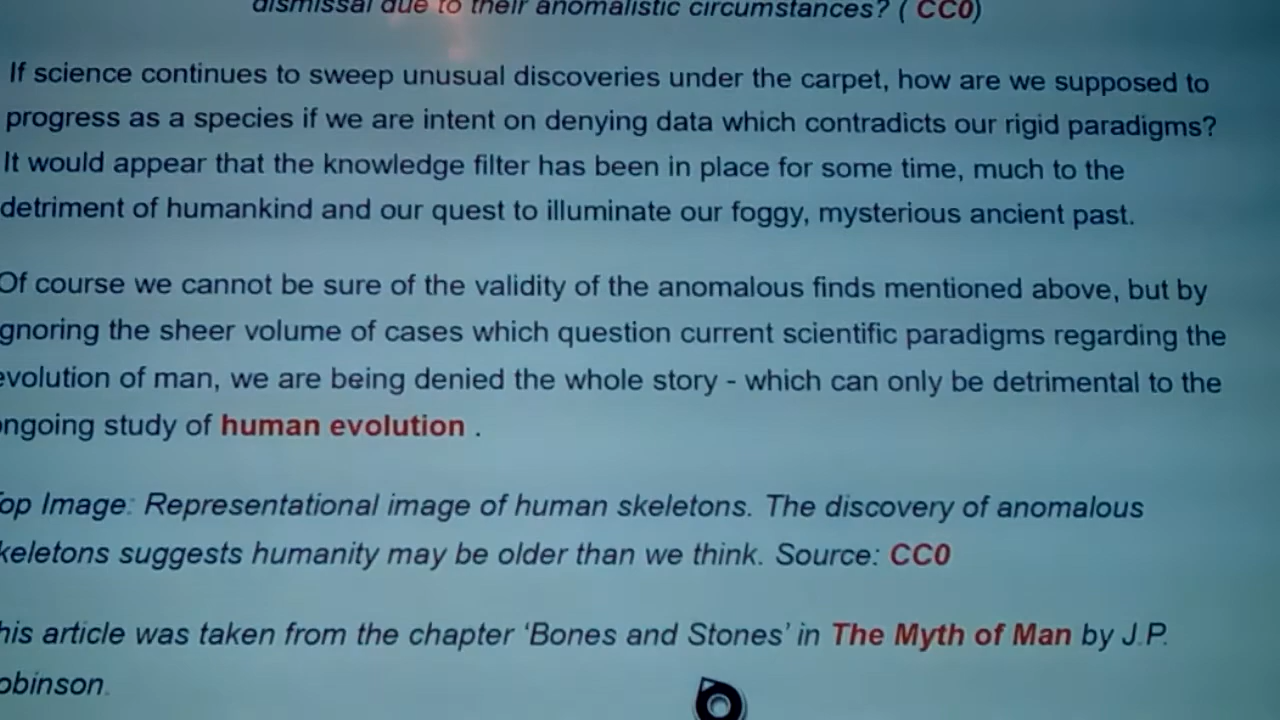 dismissal due to their anomalistic circumstances? ( CC0)
If science continues to sweep unusual discoveries under the carpet, how are we supposed to
progress as a species if we are intent on denying data which contradicts our rigid paradigms?
It would appear that the knowledge filter has been in place for some time, much to the
detriment of humankind and our quest to illuminate our foggy, mysterious ancient past.
Of course we cannot be sure of the validity of the anomalous finds mentioned above, but by
gnoring the sheer volume of cases which question current scientific paradigms regarding the
evolution of man, we are being denied the whole story - which can only be detrimental to the
ongoing study of human evolution .
op Image: Representational image of human skeletons. The discovery of anomalous
keletons suggests humanity may be older than we think. Source: CC0
his article was taken from the chapter ‘Bones and Stones’ in The Myth of Man by J.P.
obinson.